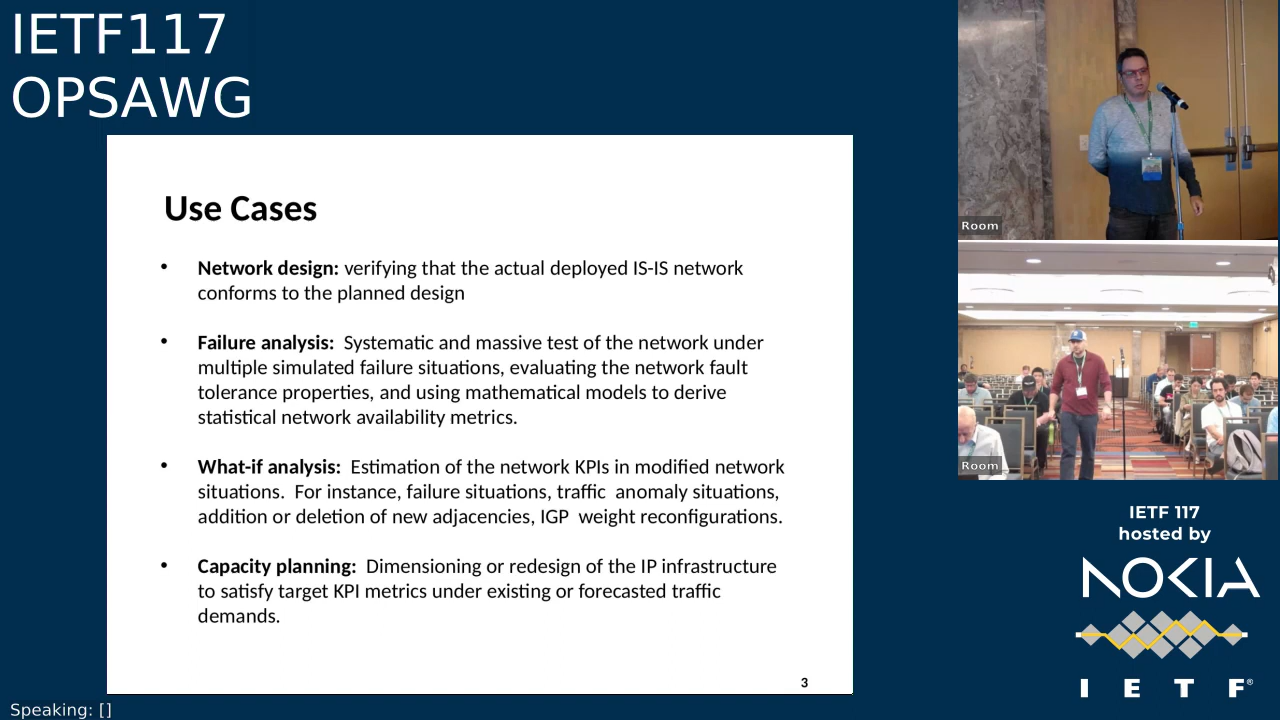 IETF117
OPSAWG
Use Cases
• Network design: verifying that the actual deployed IS-IS network
conforms to the planned design
• Failure analysis: Systematic and massive test of the network under
multiple simulated failure situations, evaluating the network fault
tolerance properties, and using mathematical models to derive
statistical network availability metrics.
• What-if analysis: Estimation of the network KPIs in modified network
situations. For instance, failure situations, traffic anomaly situations,
addition or deletion of new adjacencies, IGP weight reconfigurations.
• Capacity planning: Dimensioning or redesign of the IP infrastructure
to satisfy target KPI metrics under existing or forecasted traffic
demands.
3
Speaking: []
Room
Room
IETF 117
hosted by
NOKIA
I E T F®